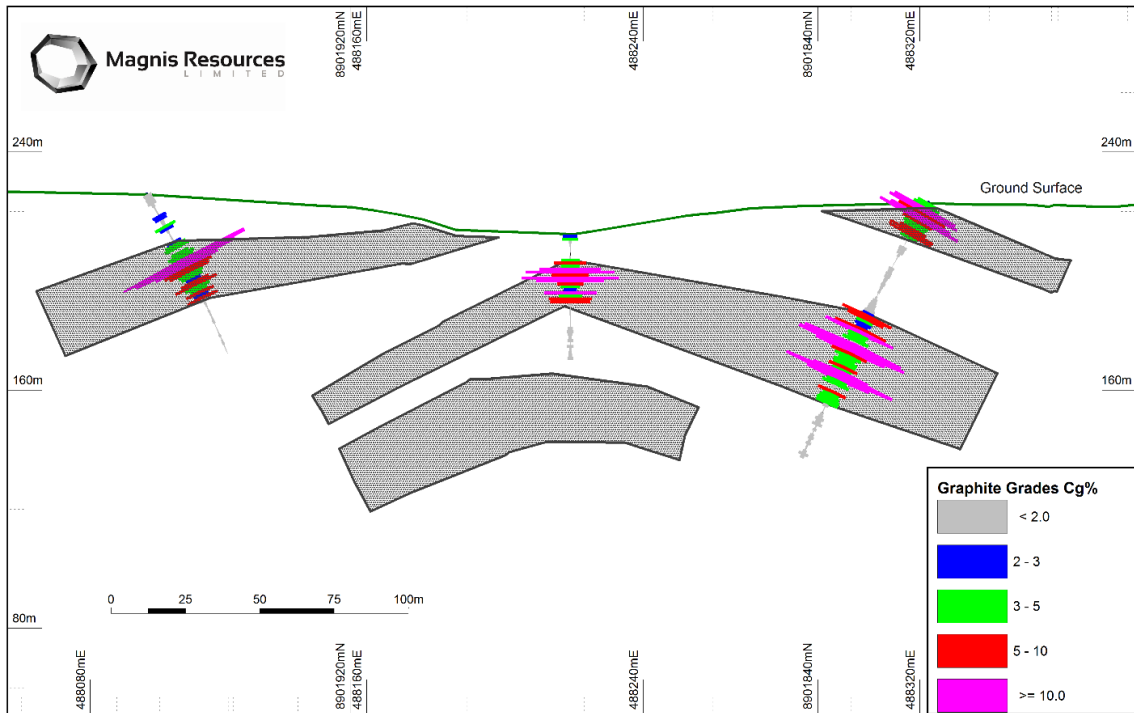 8901920mN
488160mE
488240mE
8901840mN
488320mE
Magnis Resources
LIMITED
240m
240m
Ground Surface
160m
160m
Graphite Grades Cg%
< 2.0
2 - 3
3 - 5
5 - 10
>= 10.0
0 25 50 75 100m
80m
488080mE
8901920mN
488160mE
488240mE
8901840mN
488320mE